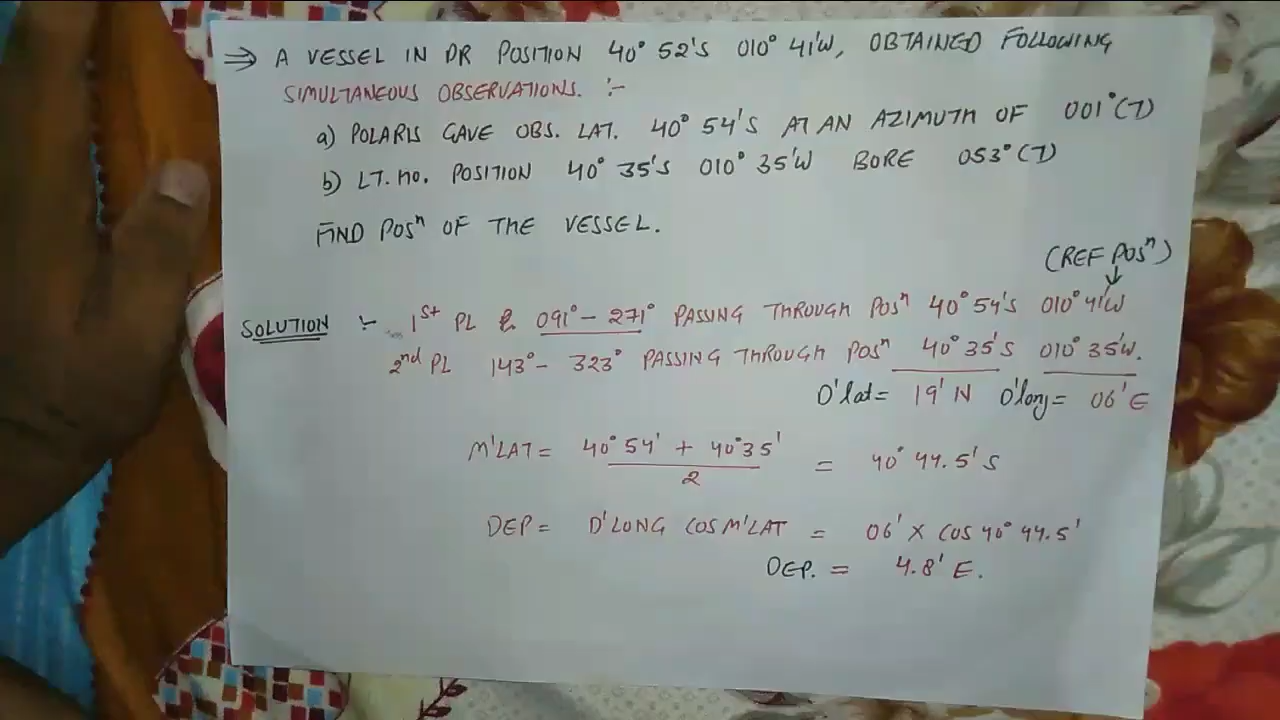 ⇒ A VESSEL IN DR POSITION 40° 52'S 010° 41'W, OBTAINED FOLLOWING
SIMULTANEOUS OBSERVATIONS. :-
a) POLARIS GAVE OBS. LAT. 40° 54'S AT AN AZIMUTH OF 001°(T)
b) LT. HO. POSITION 40° 35'S 010° 35'W BORE 053°(T)
FIND POSⁿ OF THE VESSEL.
(REF POSⁿ)
↓
SOLUTION :- 1st PL & 091° - 271° PASSING THROUGH POSⁿ 40° 54'S 010° 41'W
2nd PL 143° - 323° PASSING THROUGH POSⁿ 40° 35'S 010° 35'W.
D'lat = 19' N D'long = 06' E
M'LAT = 40° 54' + 40° 35' / 2 = 40° 44.5' S
DEP = D'LONG COS M'LAT = 06' X COS 40° 44.5'
DEP. = 4.8' E.